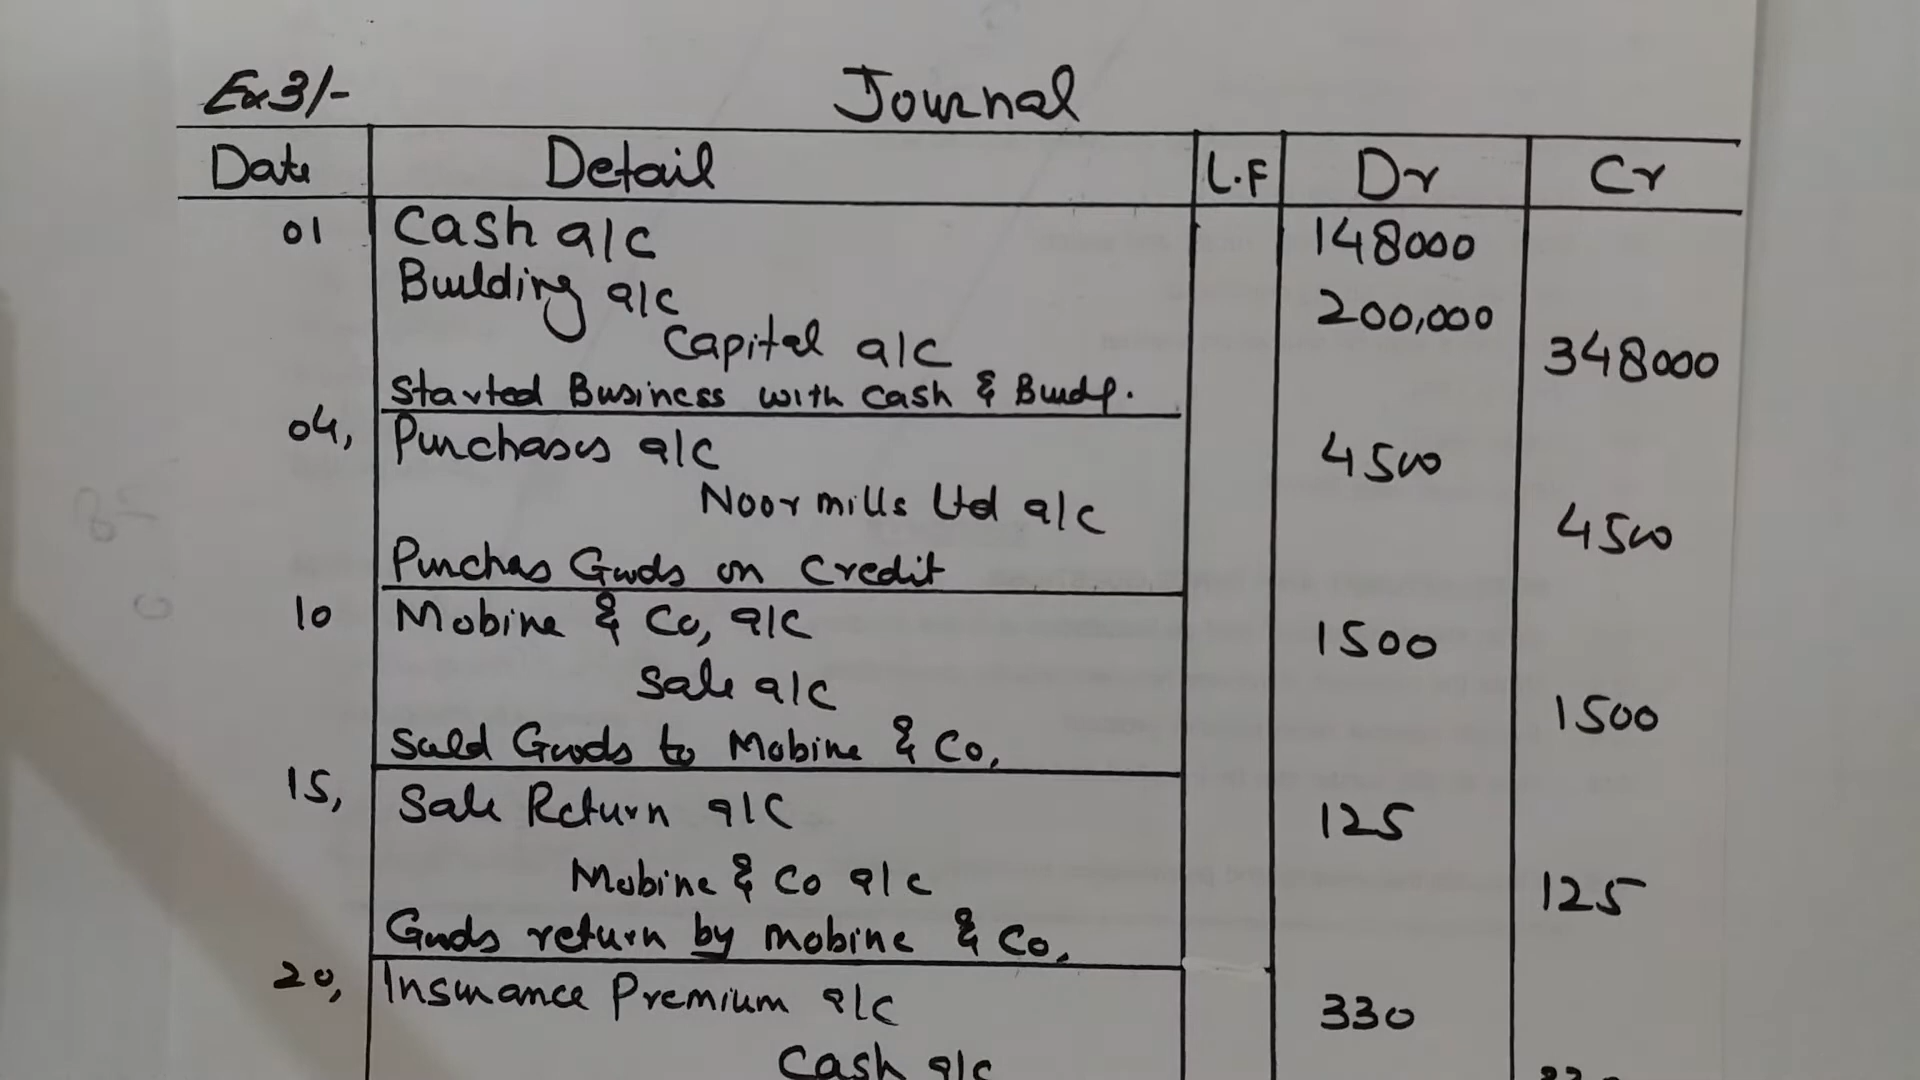 Ex3/- Journal
Date Detail L.F Dr Cr
01 Cash a/c 148000
Building a/c 200,000
Capital a/c 348000
Started Business with Cash &
04, Purchases a/c 4500
Noor mills Ltd a/c 4500
Purchas Goods on Credit
10 Mobine & Co, a/c 1500
Sale a/c 1500
Sold Goods to Mobine & Co,
15, Sale Return a/c 125
Mobine & Co a/c 125
Goods return by mobine & Co,
20, Insurance Premium a/c 330
Cash a/c